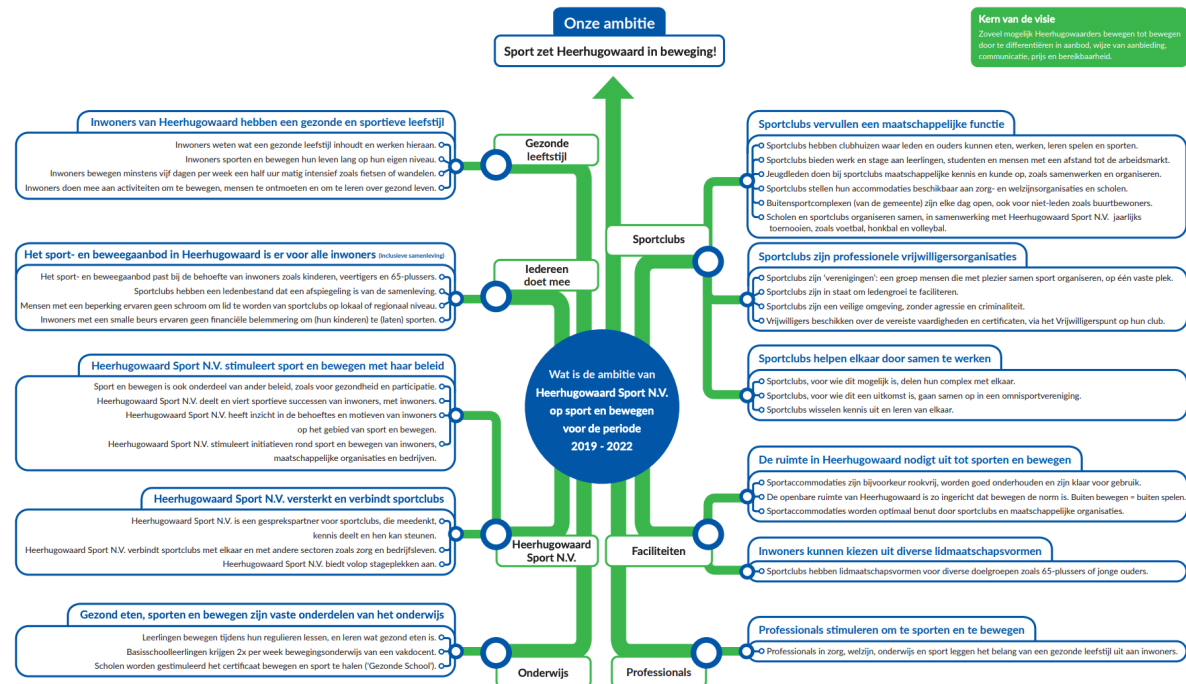 Onze ambitie
Sport zet Heerhugowaard in beweging!
Kern van de visie
Zoveel mogelijk Heerhugowaarders bewegen tot bewegen
door te differentiëren in aanbod, wijze van aanbieding,
communicatie, prijs en bereikbaarheid.
Inwoners van Heerhugowaard hebben een gezonde en sportieve leefstijl
Inwoners weten wat een gezonde leefstijl inhoudt en werken hieraan.
Inwoners sporten en bewegen hun leven lang op hun eigen niveau.
Inwoners bewegen minstens vijf dagen per week een half uur matig intensief zoals fietsen of wandelen.
Inwoners doen mee aan activiteiten om te bewegen, mensen te ontmoeten en om te leren over gezond leven.
Gezonde
leeftstijl
Het sport- en beweegaanbod in Heerhugowaard is er voor alle inwoners (inclusieve samenleving)
Het sport- en beweegaanbod past bij de behoefte van inwoners zoals kinderen, veertigers en 65-plussers.
Sportclubs hebben een ledenbestand dat een afspiegeling is van de samenleving.
Mensen met een beperking ervaren geen schroom om lid te worden van sportclubs op lokaal of regionaal niveau.
Inwoners met een smalle beurs ervaren geen financiële belemmering om (hun kinderen) te (laten) sporten.
Iedereen
doet mee
Heerhugowaard Sport N.V. stimuleert sport en bewegen met haar beleid
Sport en bewegen is ook onderdeel van ander beleid, zoals voor gezondheid en participatie.
Heerhugowaard Sport N.V. deelt en viert sportieve successen van inwoners, met inwoners.
Heerhugowaard Sport N.V. heeft inzicht in de behoeftes en motieven van inwoners
op het gebied van sport en bewegen.
Heerhugowaard Sport N.V. stimuleert initiatieven rond sport en bewegen van inwoners,
maatschappelijke organisaties en bedrijven.
Heerhugowaard Sport N.V. versterkt en verbindt sportclubs
Heerhugowaard Sport N.V. is een gesprekspartner voor sportclubs, die meedenkt,
kennis deelt en hen kan steunen.
Heerhugowaard Sport N.V. verbindt sportclubs met elkaar en met andere sectoren zoals zorg en bedrijfsleven.
Heerhugowaard Sport N.V. biedt volop stageplekken aan.
Heerhugowaard
Sport N.V.
Gezond eten, sporten en bewegen zijn vaste onderdelen van het onderwijs
Leerlingen bewegen tijdens hun regulieren lessen, en leren wat gezond eten is.
Basisschoolleerlingen krijgen 2x per week bewegingsonderwijs van een vakdocent.
Scholen worden gestimuleerd het certificaat bewegen en sport te halen ('Gezonde School').
Onderwijs
Wat is de ambitie van
Heerhugowaard Sport N.V.
op sport en bewegen
voor de periode
2019 - 2022
Sportclubs
Sportclubs vervullen een maatschappelijke functie
Sportclubs hebben clubhuizen waar leden en ouders kunnen eten, werken, leren spelen en sporten.
Sportclubs bieden werk en stage aan leerlingen, studenten en mensen met een afstand tot de arbeidsmarkt.
Jeugdleden doen bij sportclubs maatschappelijke kennis en kunde op, zoals samenwerken en organiseren.
Sportclubs stellen hun accommodaties beschikbaar aan zorg- en welzijnsorganisaties en scholen.
Buitensportcomplexen (van de gemeente) zijn elke dag open, ook voor niet-leden zoals buurtbewoners.
Scholen en sportclubs organiseren samen, in samenwerking met Heerhugowaard Sport N.V. jaarlijks
toernooien, zoals voetbal, honkbal en volleybal.
Sportclubs zijn professionele vrijwilligersorganisaties
Sportclubs zijn 'verenigingen': een groep mensen die met plezier samen sport organiseren, op één vaste plek.
Sportclubs zijn in staat om ledengroei te faciliteren.
Sportclubs zijn een veilige omgeving, zonder agressie en criminaliteit.
Vrijwilligers beschikken over de vereiste vaardigheden en certificaten, via het Vrijwilligerspunt op hun club.
Sportclubs helpen elkaar door samen te werken
Sportclubs, voor wie dit mogelijk is, delen hun complex met elkaar.
Sportclubs, voor wie dit een uitkomst is, gaan samen op in een omnisportvereniging.
Sportclubs wisselen kennis uit en leren van elkaar.
De ruimte in Heerhugowaard nodigt uit tot sporten en bewegen
Sportaccommodaties zijn bijvoorkeur rookvrij, worden goed onderhouden en zijn klaar voor gebruik.
De openbare ruimte van Heerhugowaard is zo ingericht dat bewegen de norm is. Buiten bewegen = buiten spelen.
Sportaccommodaties worden optimaal benut door sportclubs en maatschappelijke organisaties.
Faciliteiten
Inwoners kunnen kiezen uit diverse lidmaatschapsvormen
Sportclubs hebben lidmaatschapsvormen voor diverse doelgroepen zoals 65-plussers of jonge ouders.
Professionals stimuleren om te sporten en te bewegen
Professionals in zorg, welzijn, onderwijs en sport leggen het belang van een gezonde leefstijl uit aan inwoners.
Professionals